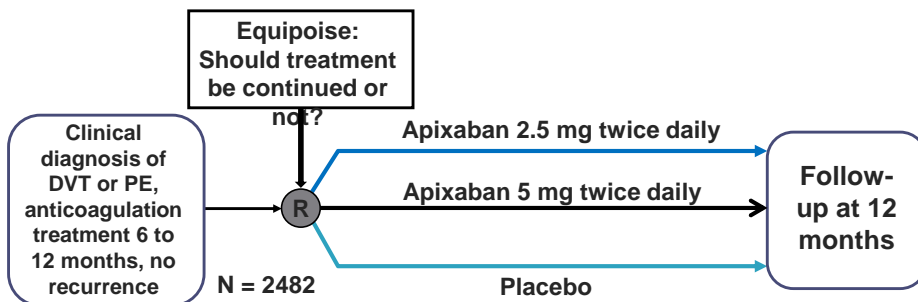 Equipoise:
Should treatment
be continued or
not?
Clinical
diagnosis of
DVT or PE,
anticoagulation
treatment 6 to
12 months, no
recurrence
R
N = 2482
Apixaban 2.5 mg twice daily
Apixaban 5 mg twice daily
Placebo
Follow-
up at 12
months